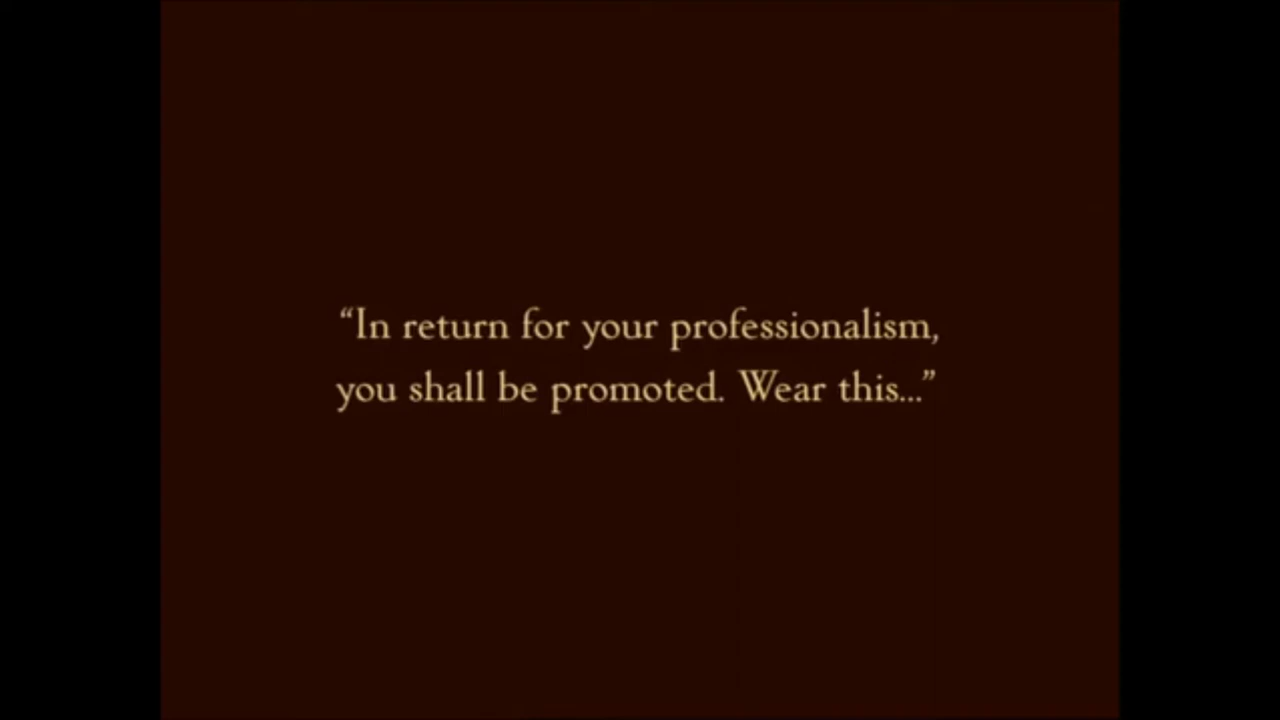 “In return for your professionalism,
you shall be promoted. Wear this...”